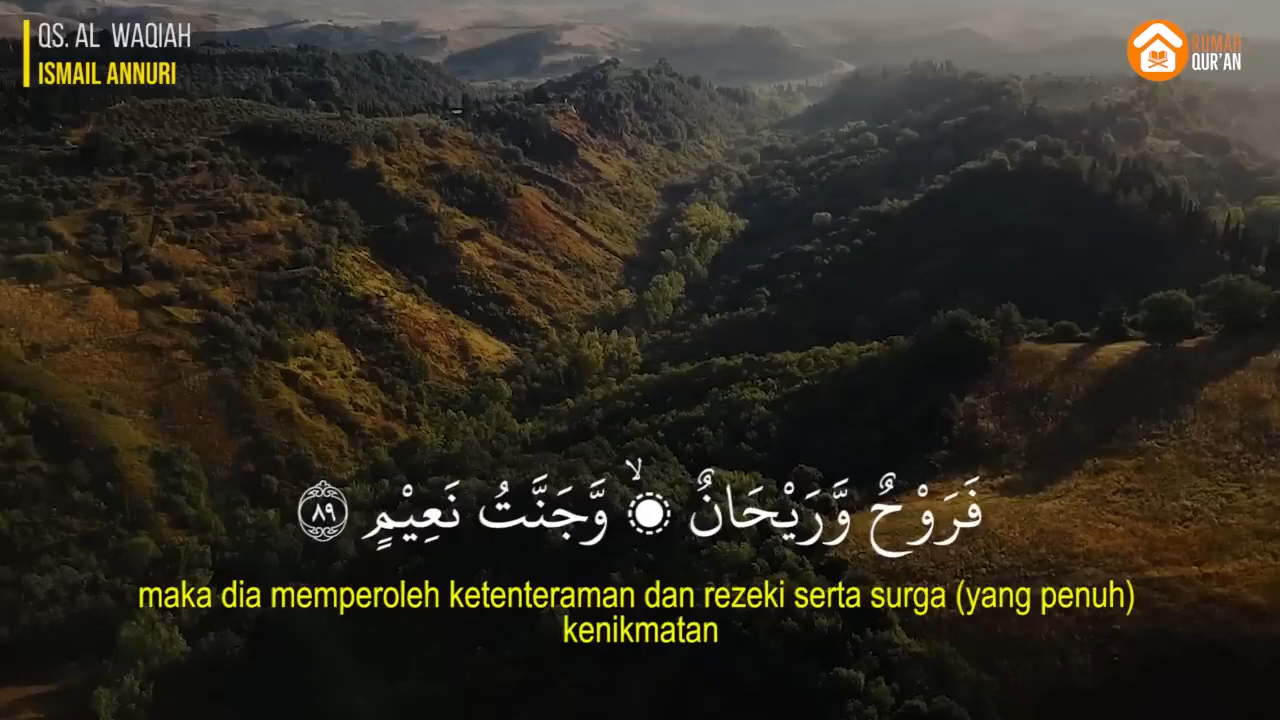 QS. AL WAQIAH
ISMAIL ANNURI
RUMAH
QUR'AN
فَرَوْحٌ وَّرَيْحَانٌ ۙ وَّجَنَّتُ نَعِيْمٍ ٨٩
maka dia memperoleh ketenteraman dan rezeki serta surga (yang penuh)
kenikmatan